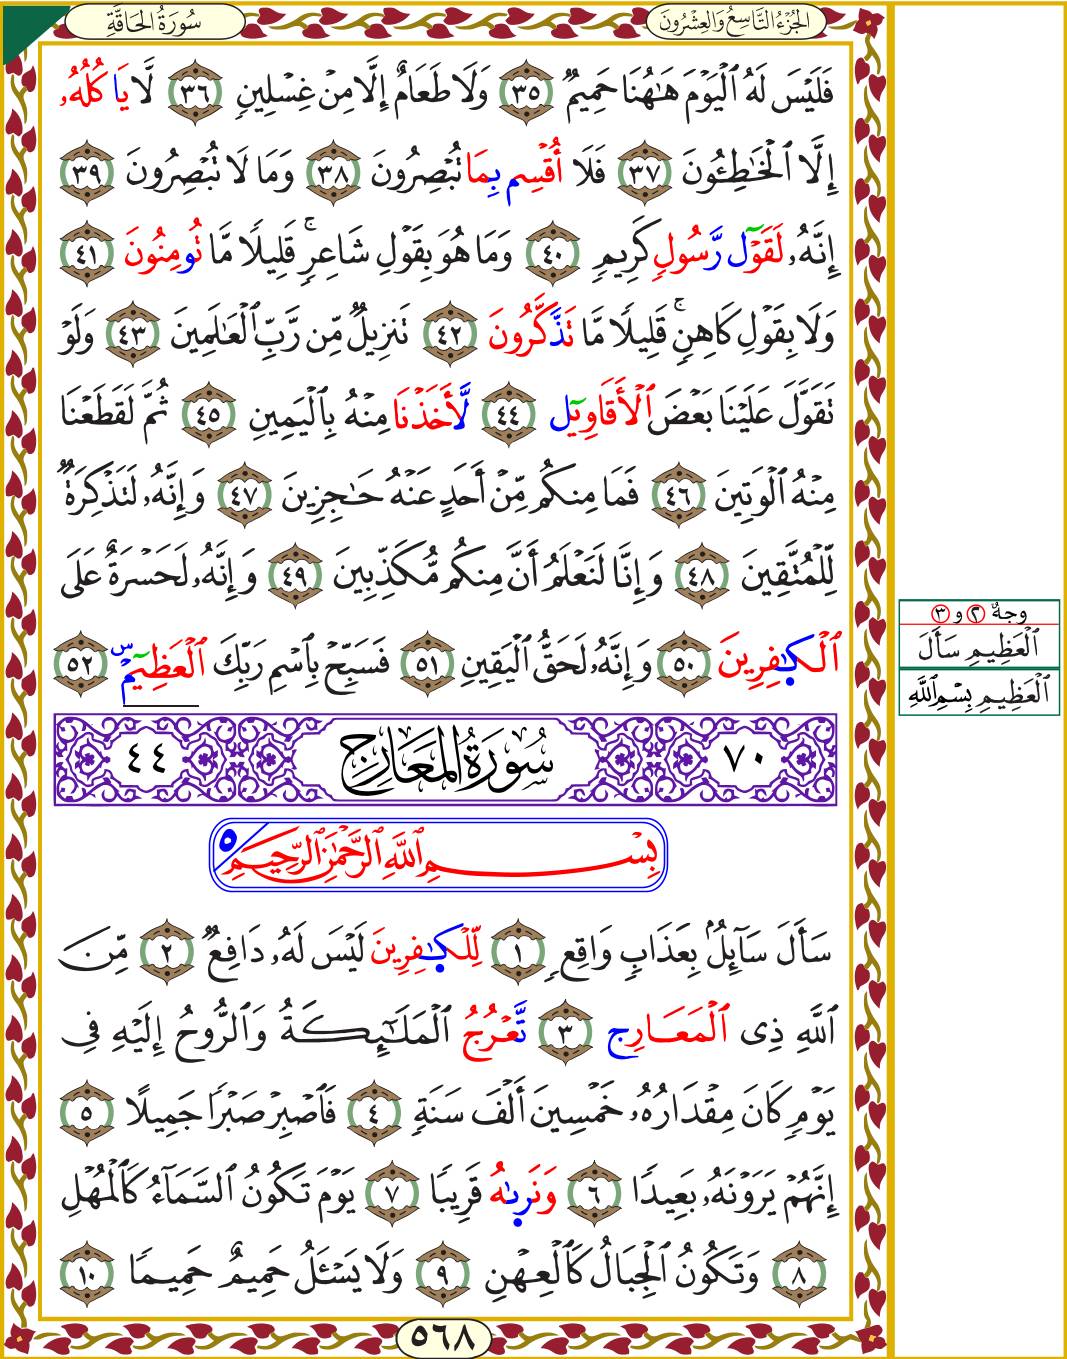 الجُزْءُ التَّاسِعُ وَالعِشْرُونَ
سُورَةُ الحَاقَّةِ
فَلَيْسَ لَهُ ٱلْيَوْمَ هَٰهُنَا حَمِيمٌ ٣٥ وَلَا طَعَامٌ إِلَّا مِنْ غِسْلِينٍ ٣٦ لَّا يَاكُلُهُۥ
إِلَّا ٱلْخَٰطِـُٔونَ ٣٧ فَلَا أُقْسِم بِمَا تُبْصِرُونَ ٣٨ وَمَا لَا تُبْصِرُونَ ٣٩
إِنَّهُۥ لَقَوْل رَّسُولٍ كَرِيمٍ ٤٠ وَمَا هُوَ بِقَوْلِ شَاعِرٍ ۚ قَلِيلًا مَّا تُومِنُونَ ٤١
وَلَا بِقَوْلِ كَاهِنٍ ۚ قَلِيلًا مَّا تَذَّكَّرُونَ ٤٢ تَنزِيلٌ مِّن رَّبِّ ٱلْعَٰلَمِينَ ٤٣ وَلَوْ
تَقَوَّلَ عَلَيْنَا بَعْضَ ٱلْأَقَاوِيل ٤٤ لَّأَخَذْنَا مِنْهُ بِٱلْيَمِينِ ٤٥ ثُمَّ لَقَطَعْنَا
مِنْهُ ٱلْوَتِينَ ٤٦ فَمَا مِنكُم مِّنْ أَحَدٍ عَنْهُ حَٰجِزِينَ ٤٧ وَإِنَّهُۥ لَتَذْكِرَةٌ
لِّلْمُتَّقِينَ ٤٨ وَإِنَّا لَنَعْلَمُ أَنَّ مِنكُم مُّكَذِّبِينَ ٤٩ وَإِنَّهُۥ لَحَسْرَةٌ عَلَى
ٱلْكَٰفِرِينَ ٥٠ وَإِنَّهُۥ لَحَقُّ ٱلْيَقِينِ ٥١ فَسَبِّحْ بِٱسْمِ رَبِّكَ ٱلْعَظِيم ٥٢
وجه ٢ و ٣
ٱلْعَظِيمِ سَأَلَ
ٱلْعَظِيمِ بِسْمِ ٱللَّهِ
٧٠ سُورَةُ المَعَارِجِ ٤٤
بِسْمِ ٱللَّهِ ٱلرَّحْمَٰنِ ٱلرَّحِيمِ ٥
سَأَلَ سَآئِلٌۢ بِعَذَابٍ وَاقِعٍ ١ لِّلْكَٰفِرِينَ لَيْسَ لَهُۥ دَافِعٌ ٢ مِّنَ
ٱللَّهِ ذِى ٱلْمَعَارِج ٣ تَّعْرُجُ ٱلْمَلَٰٓئِكَةُ وَٱلرُّوحُ إِلَيْهِ فِى
يَوْمٍ كَانَ مِقْدَارُهُۥ خَمْسِينَ أَلْفَ سَنَةٍ ٤ فَٱصْبِرْ صَبْرًا جَمِيلًا ٥
إِنَّهُمْ يَرَوْنَهُۥ بَعِيدًا ٦ وَنَرَىٰهُ قَرِيبًا ٧ يَوْمَ تَكُونُ ٱلسَّمَآءُ كَٱلْمُهْلِ
٨ وَتَكُونُ ٱلْجِبَالُ كَٱلْعِهْنِ ٩ وَلَا يَسْـَٔلُ حَمِيمٌ حَمِيمًا ١٠
٥٦٨